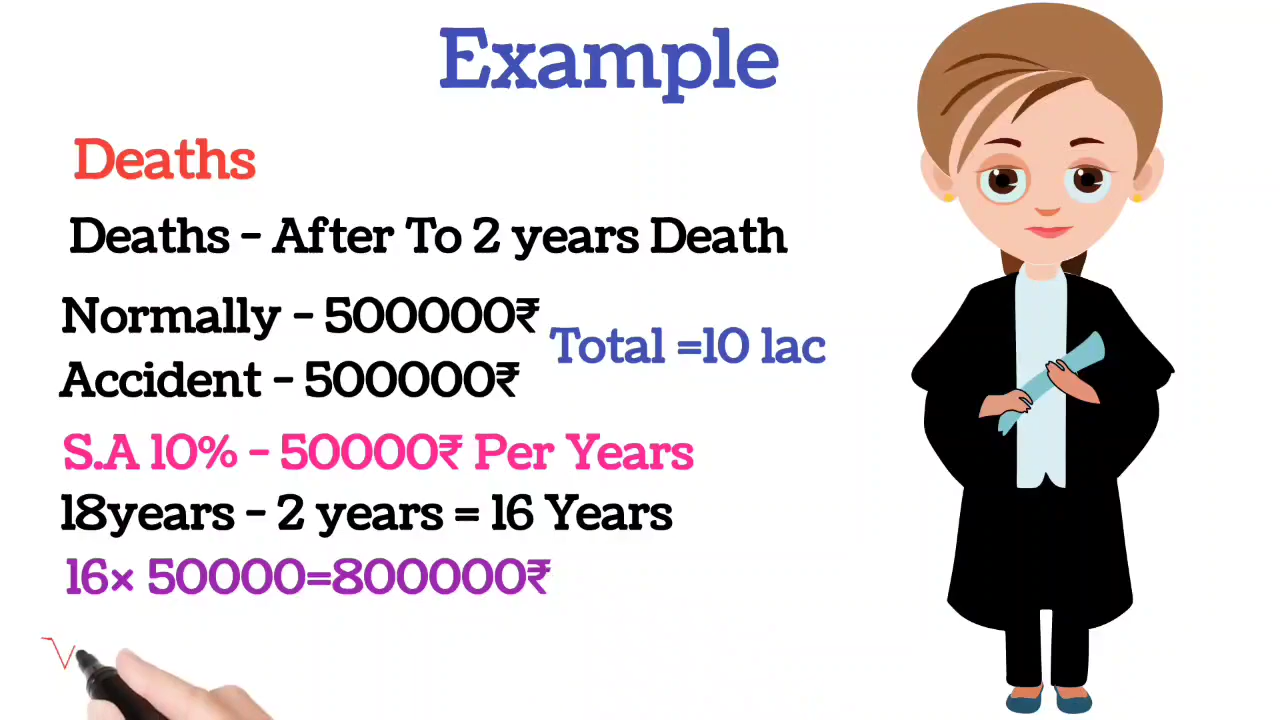 Example
Deaths
Deaths - After To 2 years Death
Normally - 500000₹
Total =10 lac
Accident - 500000₹
S.A 10% - 50000₹ Per Years
18years - 2 years = 16 Years
16× 50000=800000₹